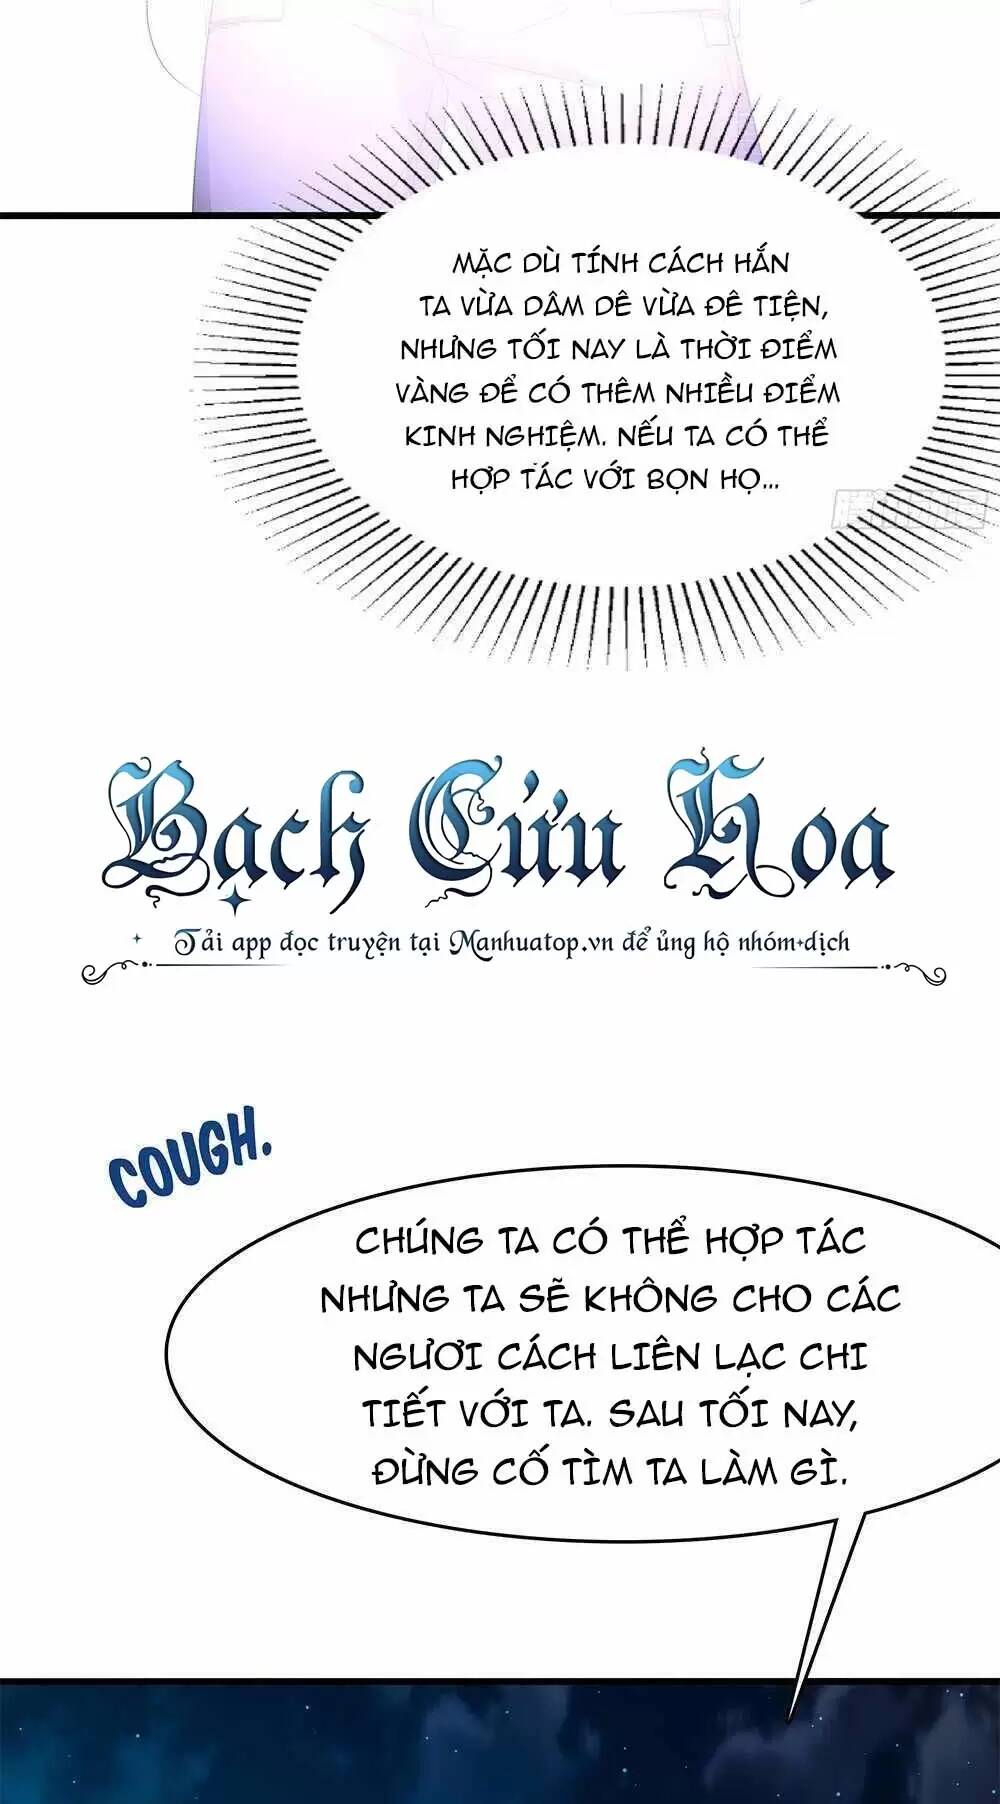 MẶC DÙ TÍNH CÁCH HẮN
TA VỪA DÂM DÊ VỪA ĐÊ TIỆN,
NHƯNG TỐI NAY LÀ THỜI ĐIỂM
VÀNG ĐỂ CÓ THÊM NHIỀU ĐIỂM
KINH NGHIỆM. NẾU TA CÓ THỂ
HỢP TÁC VỚI BỌN HỌ...
Bạch Cửu Hoa
Tải app đọc truyện tại Manhuatop.vn để ủng hộ nhóm dịch
COUGH.
CHÚNG TA CÓ THỂ HỢP TÁC
NHƯNG TA SẼ KHÔNG CHO CÁC
NGƯƠI CÁCH LIÊN LẠC CHI
TIẾT VỚI TA. SAU TỐI NAY,
ĐỪNG CỐ TÌM TA LÀM GÌ.